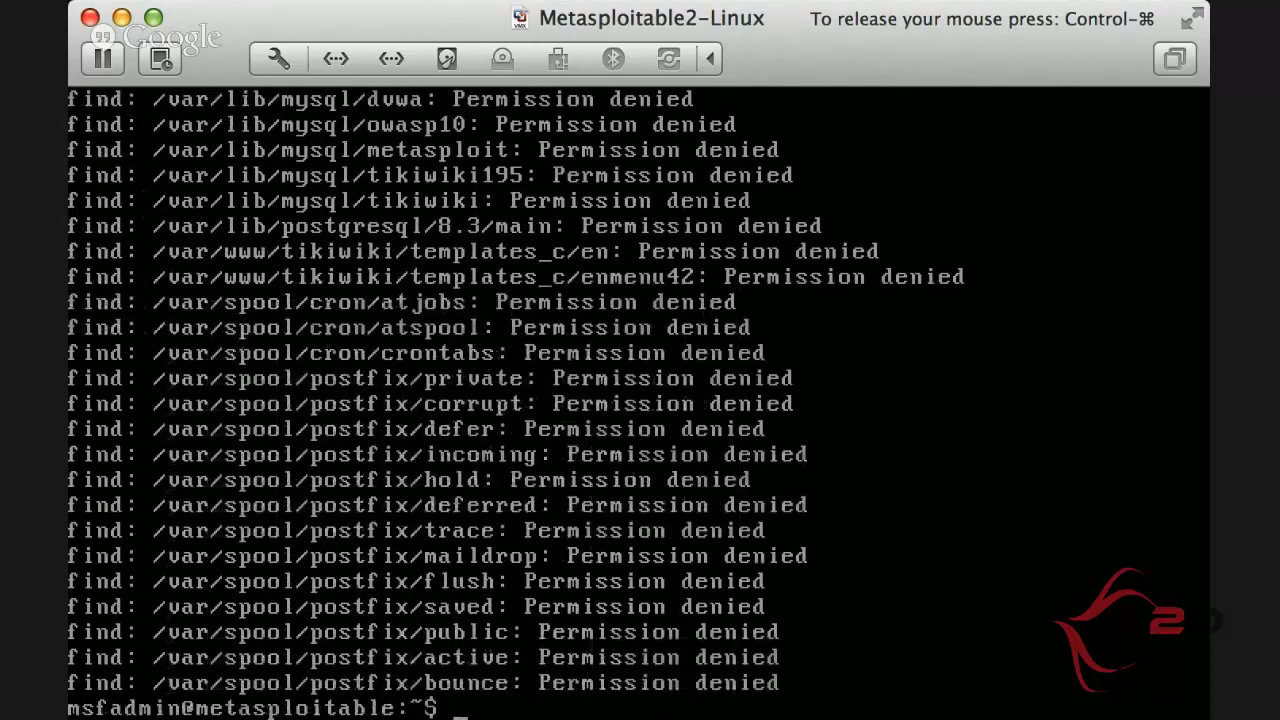 Metasploitable2-Linux
To release your mouse press: Control-⌘
Google
find: /var/lib/mysql/dvwa: Permission denied
find: /var/lib/mysql/owasp10: Permission denied
find: /var/lib/mysql/metasploit: Permission denied
find: /var/lib/mysql/tikiwiki195: Permission denied
find: /var/lib/mysql/tikiwiki: Permission denied
find: /var/lib/postgresql/8.3/main: Permission denied
find: /var/www/tikiwiki/templates_c/en: Permission denied
find: /var/www/tikiwiki/templates_c/enmenu42: Permission denied
find: /var/spool/cron/atjobs: Permission denied
find: /var/spool/cron/atspool: Permission denied
find: /var/spool/cron/crontabs: Permission denied
find: /var/spool/postfix/private: Permission denied
find: /var/spool/postfix/corrupt: Permission denied
find: /var/spool/postfix/defer: Permission denied
find: /var/spool/postfix/incoming: Permission denied
find: /var/spool/postfix/hold: Permission denied
find: /var/spool/postfix/deferred: Permission denied
find: /var/spool/postfix/trace: Permission denied
find: /var/spool/postfix/maildrop: Permission denied
find: /var/spool/postfix/flush: Permission denied
find: /var/spool/postfix/saved: Permission denied
find: /var/spool/postfix/public: Permission denied
find: /var/spool/postfix/active: Permission denied
find: /var/spool/postfix/bounce: Permission denied
msfadmin@metasploitable:~$ _
2